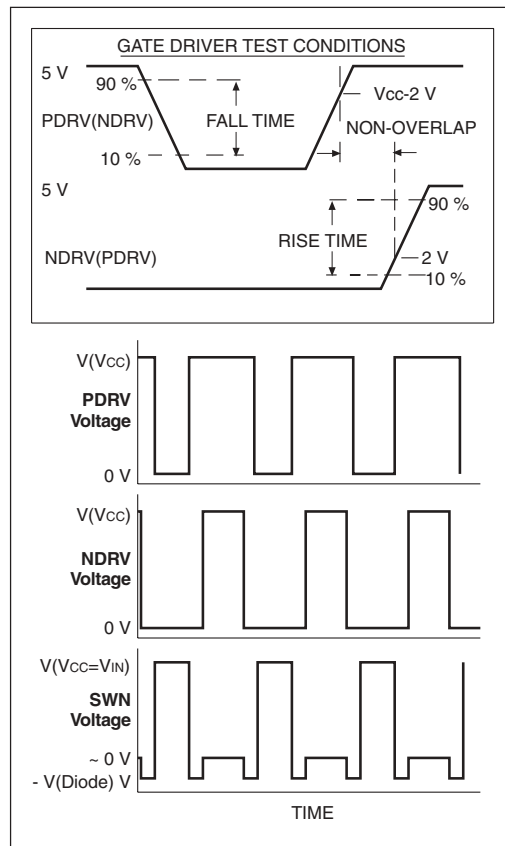 GATE DRIVER TEST CONDITIONS
5 V
90 %
Vcc-2 V
PDRV(NDRV)
FALL TIME
NON-OVERLAP
10 %
5 V
90 %
RISE TIME
NDRV(PDRV)
2 V
10 %
V(VCC)
PDRV
Voltage
0 V
V(VCC)
NDRV
Voltage
0 V
V(VCC=VIN)
SWN
Voltage
~ 0 V
- V(Diode) V
TIME